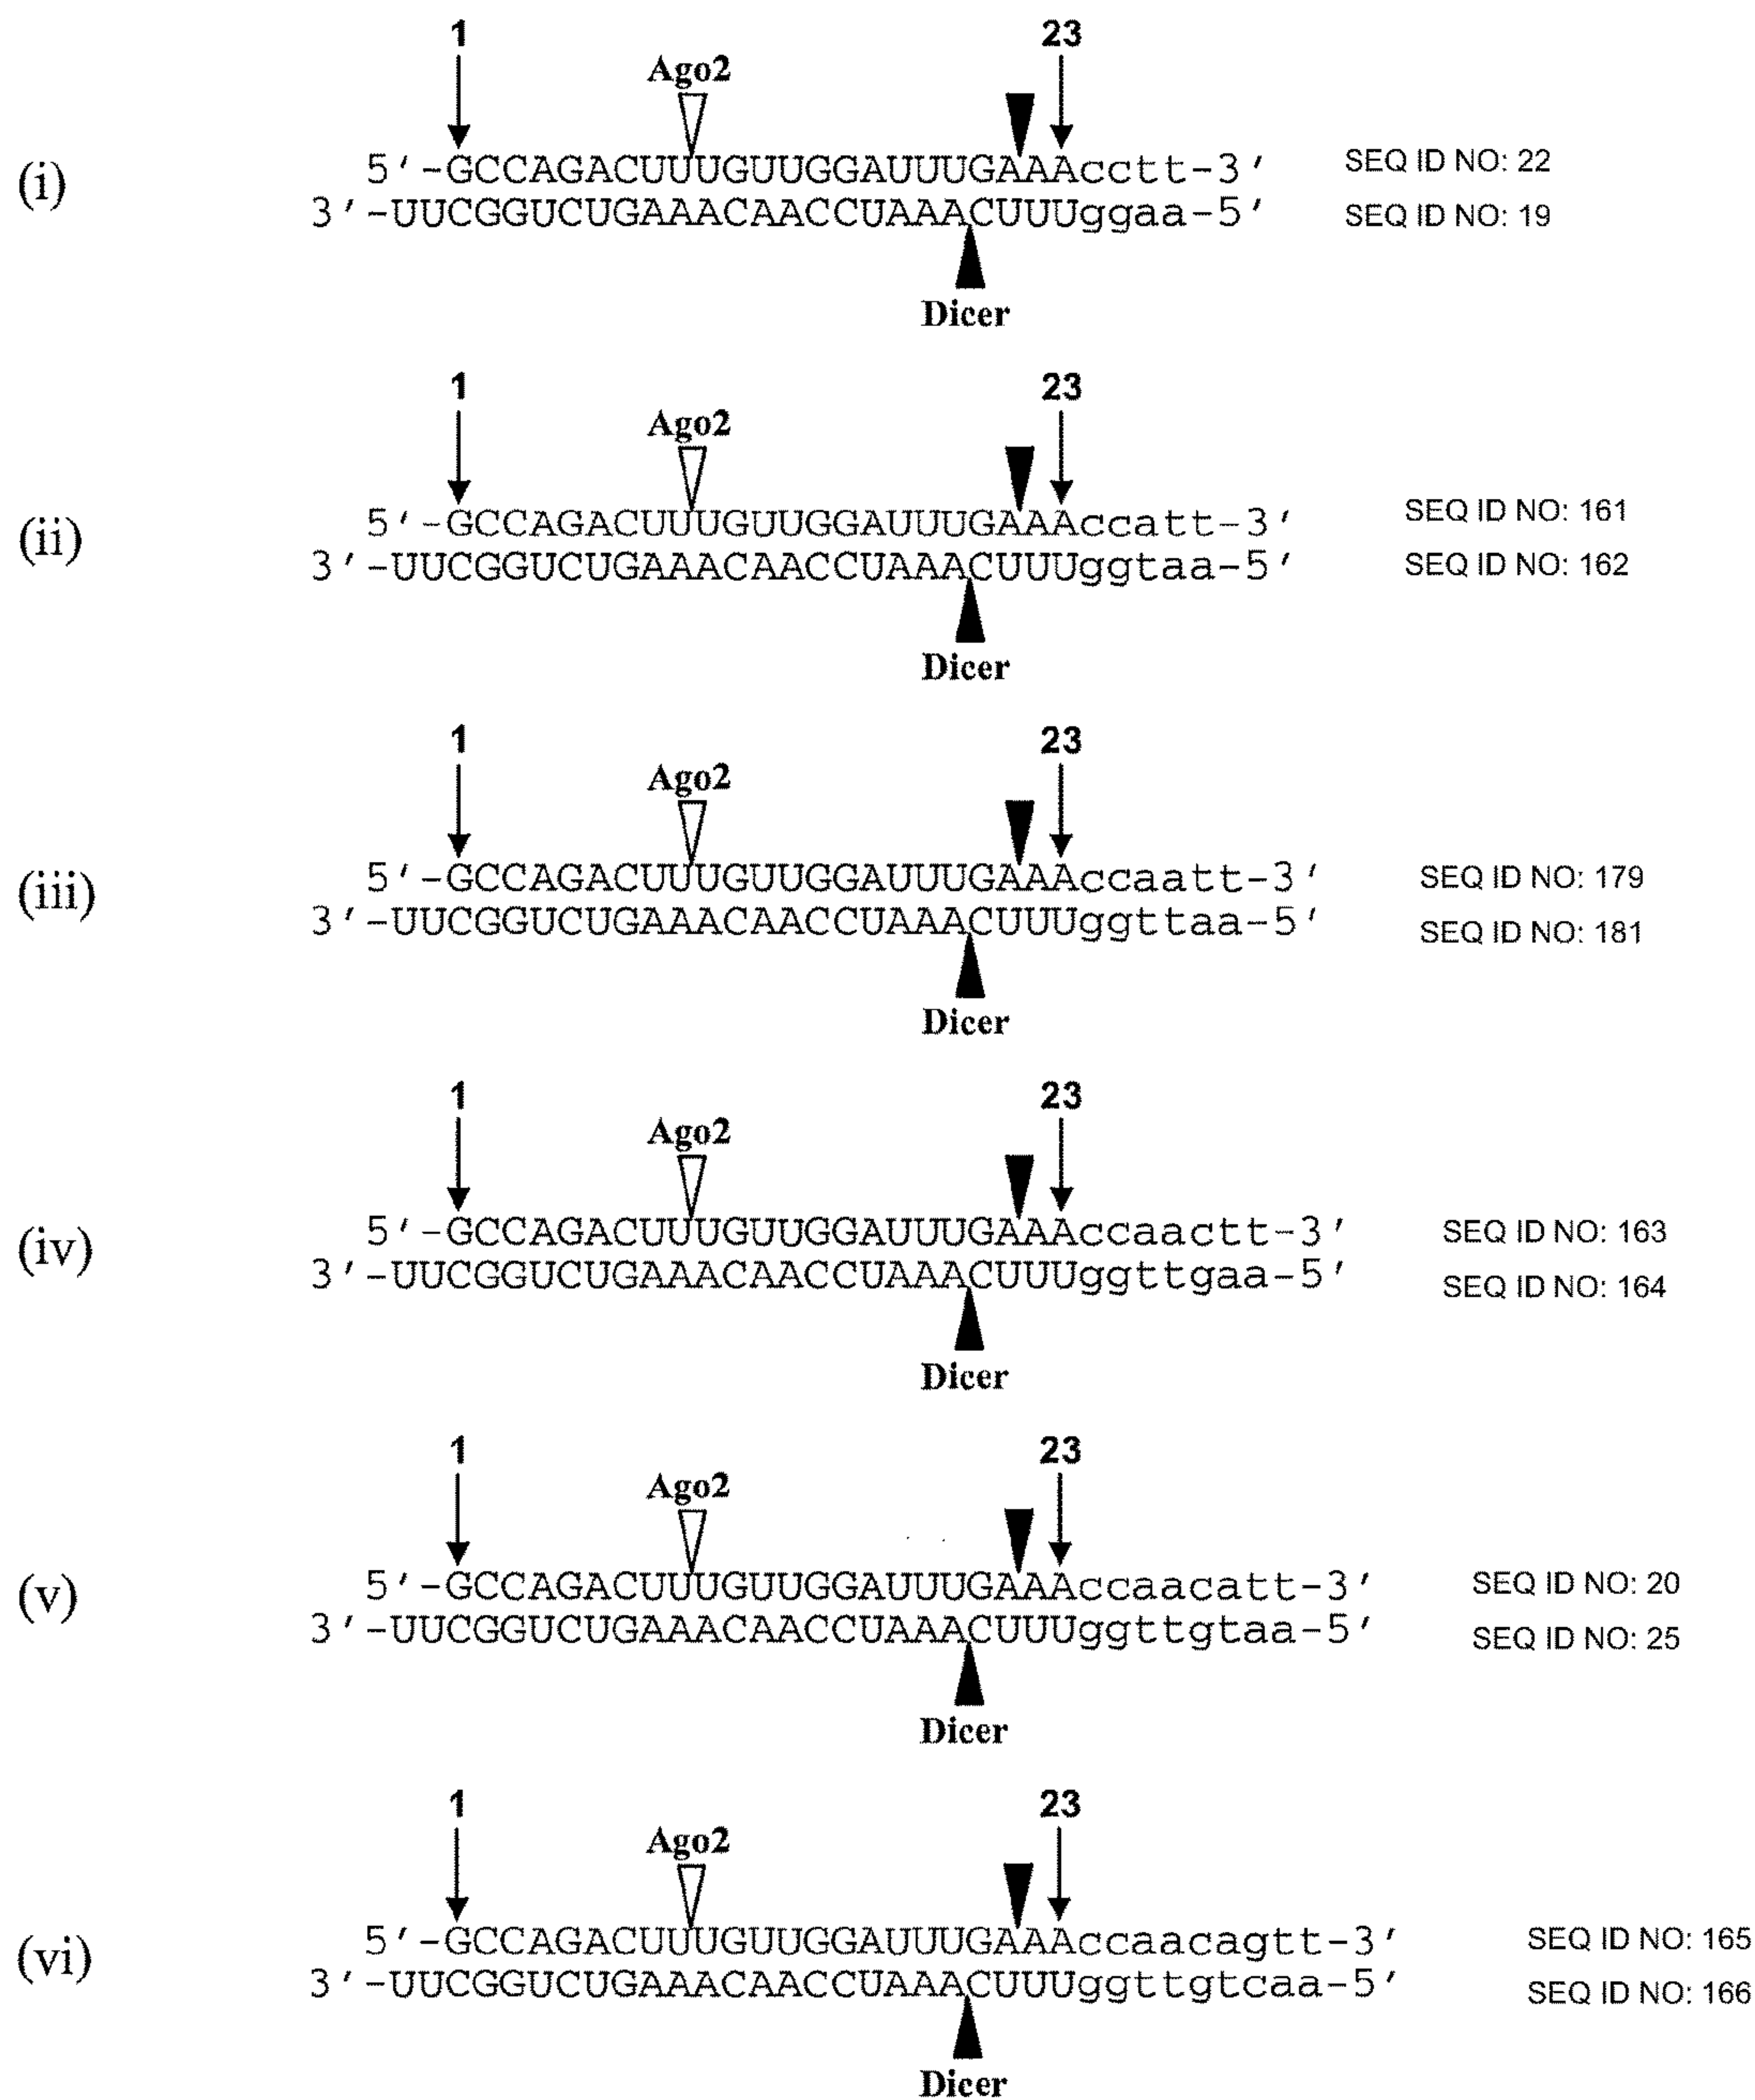 1 23
Ago2
(i)
5'-GCCAGACUUUUGUUGGAUUUGAAAcctt-3' SEQ ID NO: 22
3'-UUCGGUCUGAAACAACCUAAACUUUggaa-5' SEQ ID NO: 19
Dicer
1 23
Ago2
(ii)
5'-GCCAGACUUUGUUGGAUUUGAAAccatt-3' SEQ ID NO: 161
3'-UUCGGUCUGAAACAACCUAAACUUUggtaa-5' SEQ ID NO: 162
Dicer
1 23
Ago2
(iii)
5'-GCCAGACUUUGUUGGAUUUGAAAccaatt-3' SEQ ID NO: 179
3'-UUCGGUCUGAAACAACCUAAACUUUggttaa-5' SEQ ID NO: 181
Dicer
1 23
Ago2
(iv)
5'-GCCAGACUUUGUUGGAUUUGAAAccaactt-3' SEQ ID NO: 163
3'-UUCGGUCUGAAACAACCUAAACUUUggttgaa-5' SEQ ID NO: 164
Dicer
1 23
Ago2
(v)
5'-GCCAGACUUUGUUGGAUUUGAAAccaacatt-3' SEQ ID NO: 20
3'-UUCGGUCUGAAACAACCUAAACUUUggttgtaa-5' SEQ ID NO: 25
Dicer
1 23
Ago2
(vi)
5'-GCCAGACUUUGUUGGAUUUGAAAccaacagtt-3' SEQ ID NO: 165
3'-UUCGGUCUGAAACAACCUAAACUUUggttgtcaa-5' SEQ ID NO: 166
Dicer